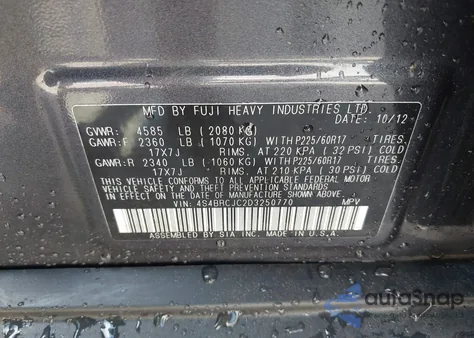 MFD BY FUJI HEAVY INDUSTRIES LTD. 10/12
GVWR: 4585 LB (2080 KG)
GAWR:F 2360 LB (1070 KG) WITH P225/60R17 TIRES,
17X7J RIMS, AT 220 KPA (32 PSI) COLD
GAWR:R 2340 LB (1060 KG) WITH P225/60R17 TIRES,
17X7J RIMS, AT 210 KPA (30 PSI) COLD
THIS VEHICLE CONFORMS TO ALL APPLICABLE FEDERAL MOTOR
VEHICLE SAFETY AND THEFT PREVENTION STANDARDS IN EFFECT
ON THE DATE OF MANUFACTURE SHOWN ABOVE.
VIN:4S4BRCJC2D3250770 MPV
ASSEMBLED BY SIA INC. MADE IN U.S.A.
AutoSnap